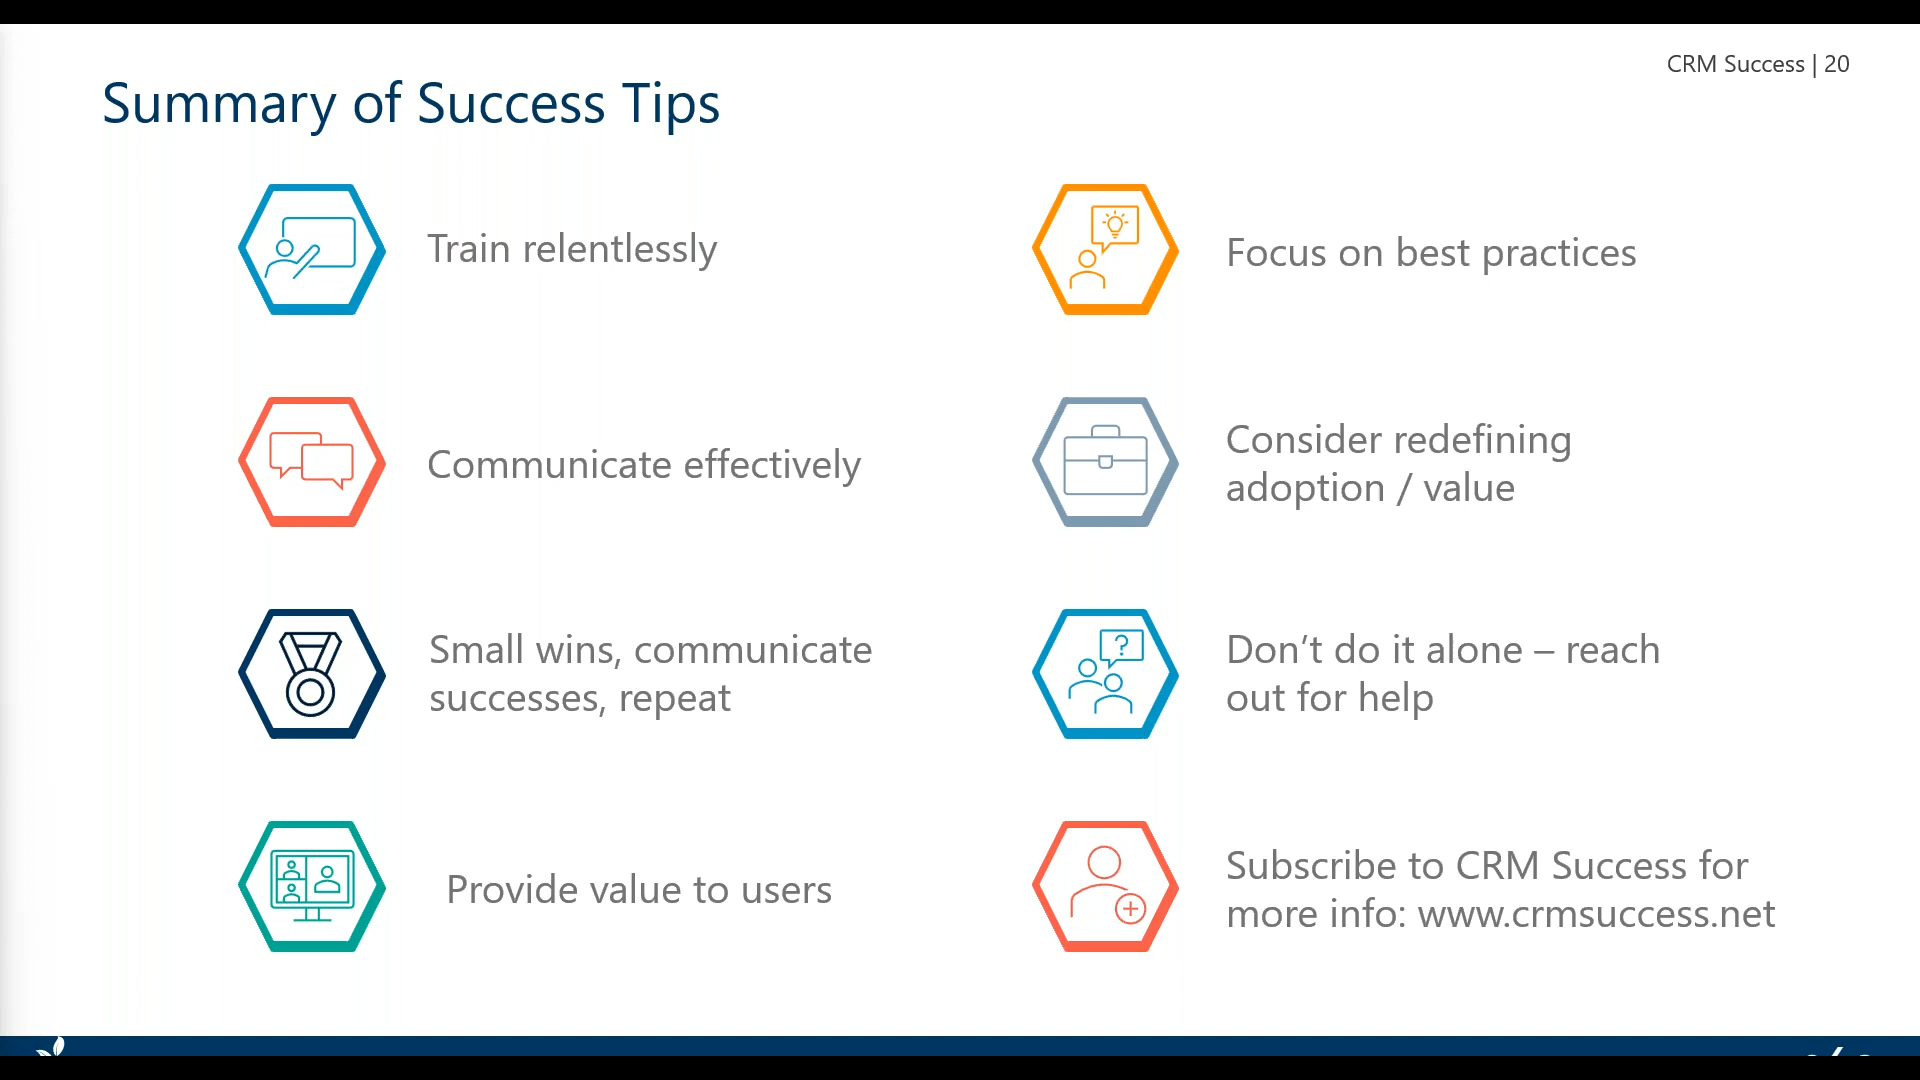 CRM Success | 20
Summary of Success Tips
Train relentlessly
Communicate effectively
Small wins, communicate
successes, repeat
Provide value to users
Focus on best practices
Consider redefining
adoption / value
?
Don’t do it alone – reach
out for help
Subscribe to CRM Success for
more info: www.crmsuccess.net